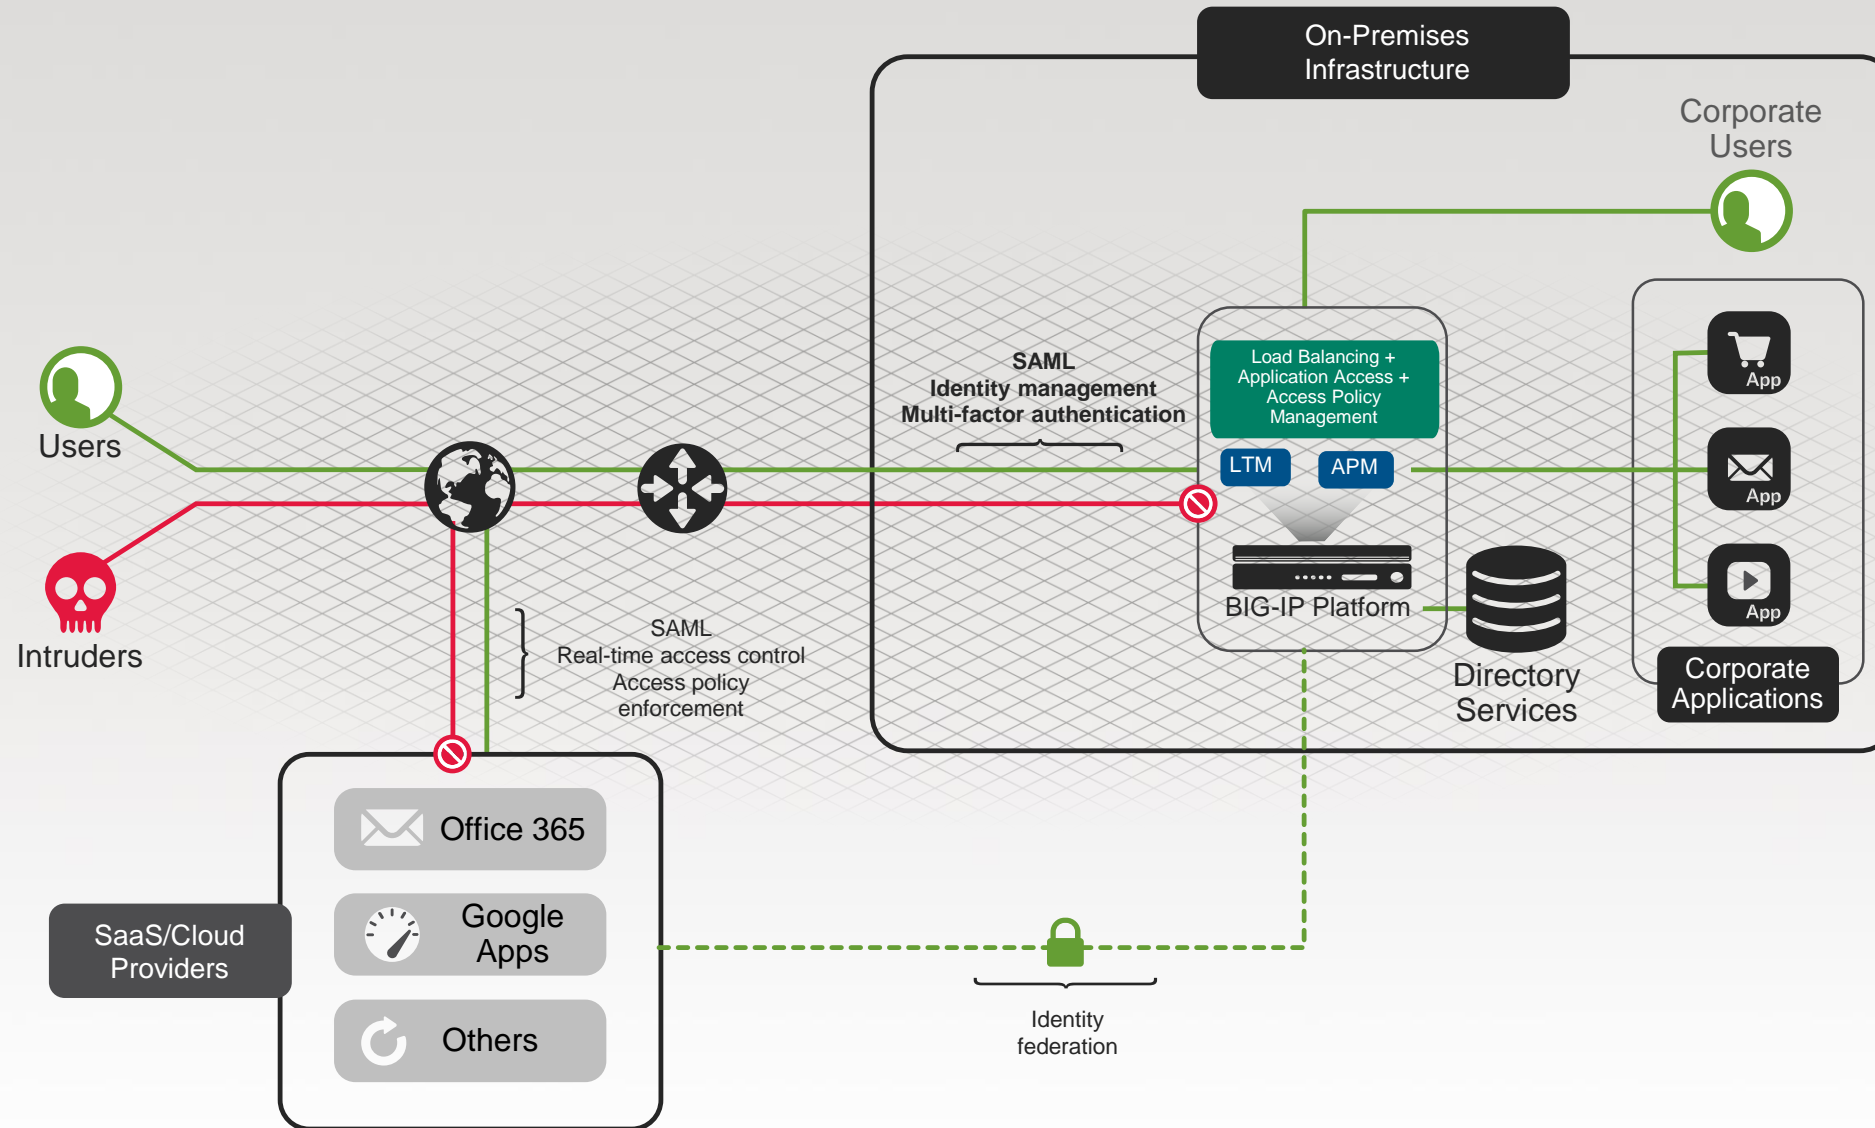 On-Premises
Infrastructure
Corporate
Users
SAML
Identity management
Multi-factor authentication
Load Balancing +
Application Access +
Access Policy
Management
LTM
APM
App
App
App
Users
Intruders
BIG-IP Platform
Directory
Services
Corporate
Applications
SAML
Real-time access control
Access policy
enforcement
Office 365
Google
Apps
Others
SaaS/Cloud
Providers
Identity
federation